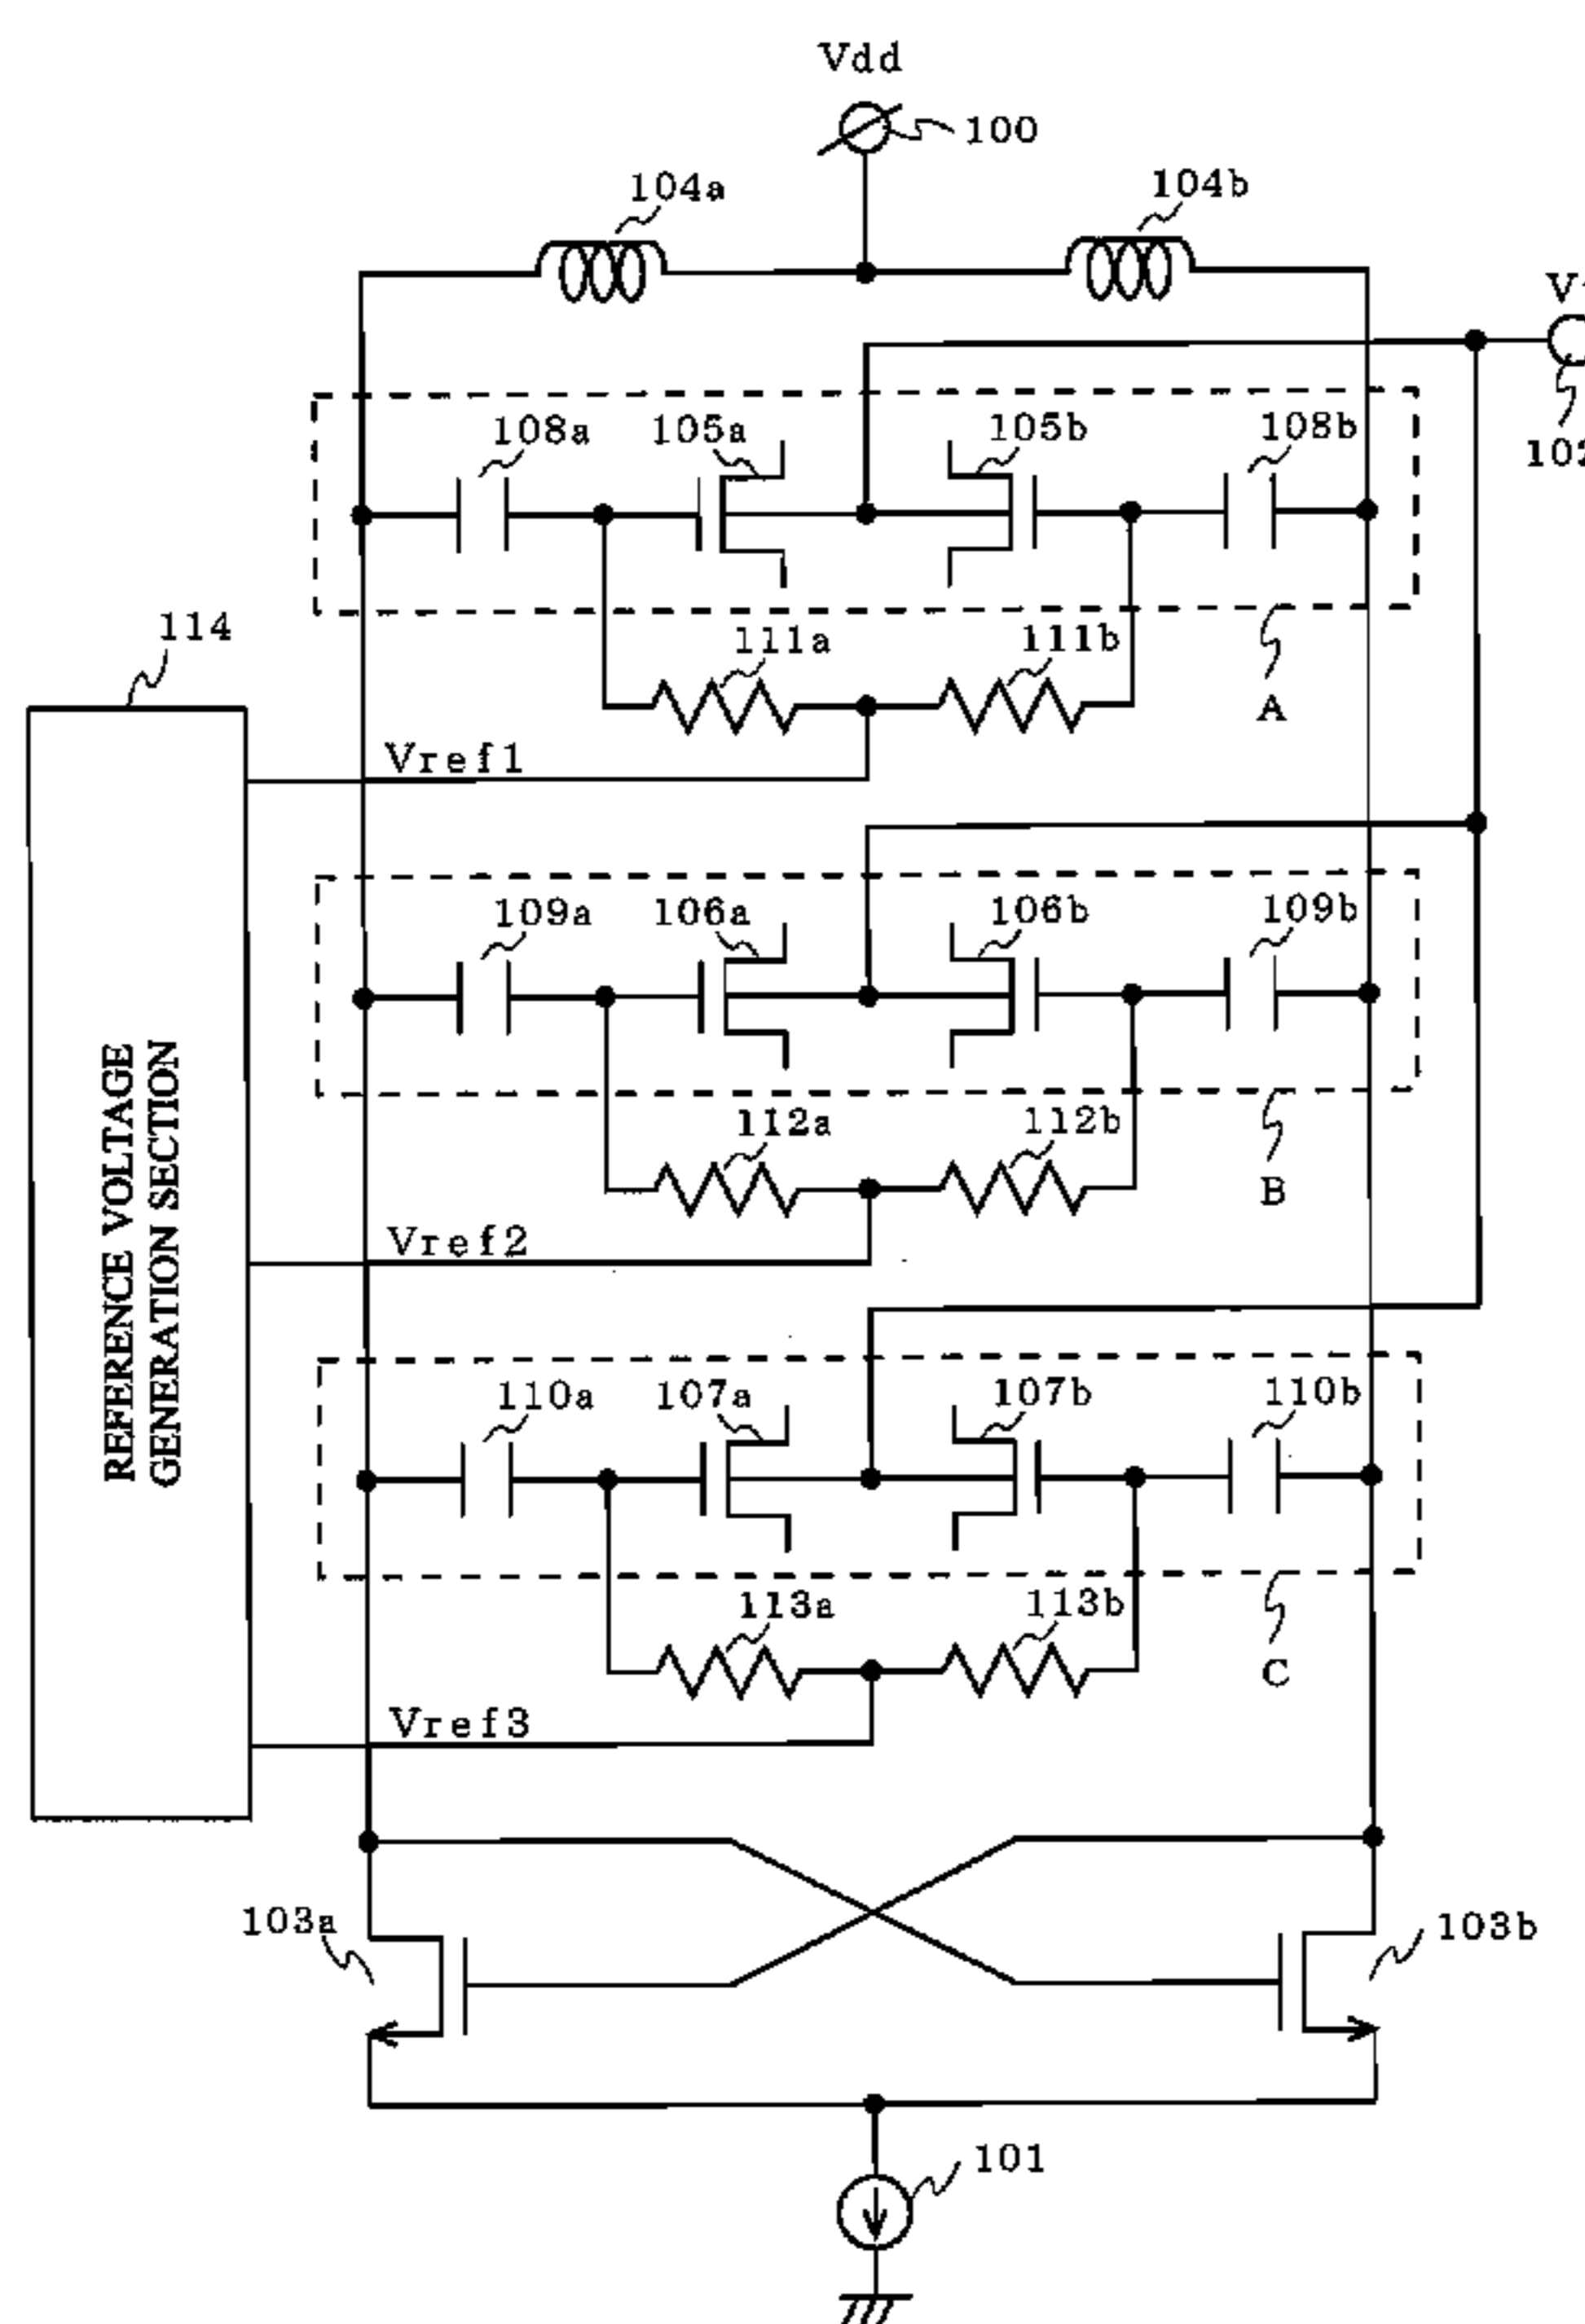 Vdd
100
104a
104b
108a
105a
105b
108b
114
111a
111b
A
Vref1
109a
106a
106b
109b
REFERENCE VOLTAGE
GENERATION SECTION
112a
112b
B
Vref2
110a
107a
107b
110b
113a
113b
C
Vref3
103a
103b
101